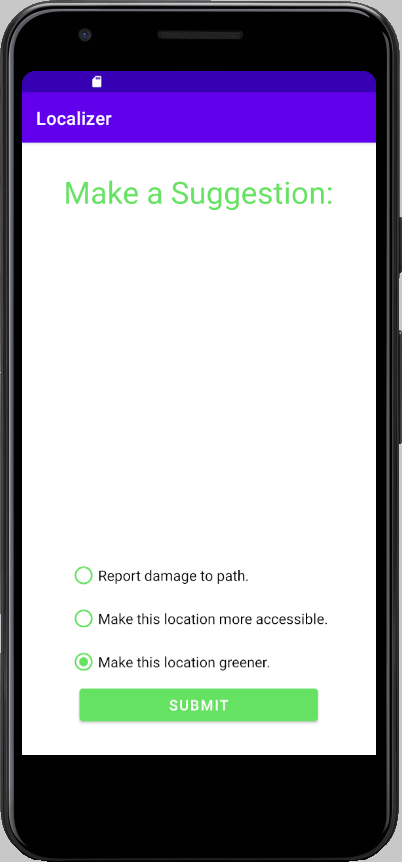 Localizer
Make a Suggestion:
Report damage to path.
Make this location more accessible.
Make this location greener.
SUBMIT